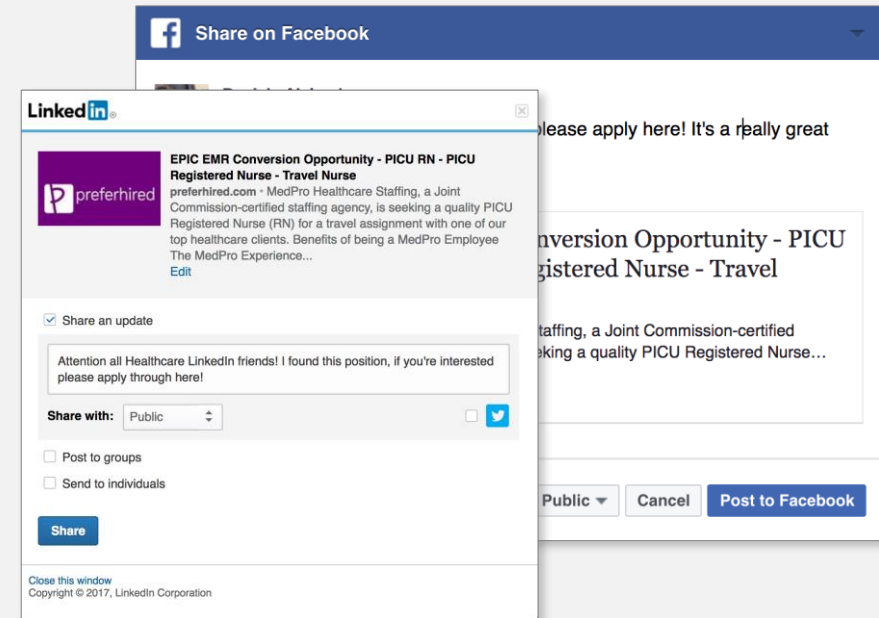 Share on Facebook
please apply here! It's a really great
Conversion Opportunity - PICU
Registered Nurse - Travel
Staffing, a Joint Commission-certified
seeking a quality PICU Registered Nurse...
Public
Cancel
Post to Facebook
LinkedIn®
preferhired
EPIC EMR Conversion Opportunity - PICU RN - PICU
Registered Nurse - Travel Nurse
preferhired.com · MedPro Healthcare Staffing, a Joint
Commission-certified staffing agency, is seeking a quality PICU
Registered Nurse (RN) for a travel assignment with one of our
top healthcare clients. Benefits of being a MedPro Employee
The MedPro Experience...
Edit
Share an update
Attention all Healthcare LinkedIn friends! I found this position, if you're interested
please apply through here!
Share with: Public
Post to groups
Send to individuals
Share
Close this window
Copyright © 2017, LinkedIn Corporation